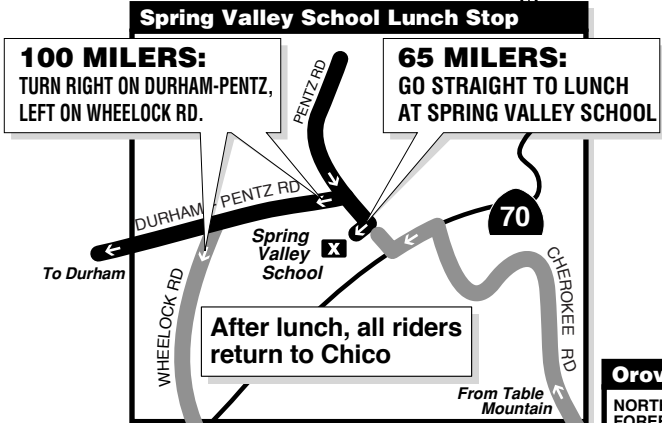 Spring Valley School Lunch Stop
100 MILERS:
TURN RIGHT ON DURHAM-PENTZ,
LEFT ON WHEELOCK RD.
65 MILERS:
GO STRAIGHT TO LUNCH
AT SPRING VALLEY SCHOOL
PENTZ RD
DURHAM - PENTZ RD
70
Spring
Valley
School
X
To Durham
WHEELOCK RD
CHEROKEE RD
After lunch, all riders
return to Chico
From Table
Mountain